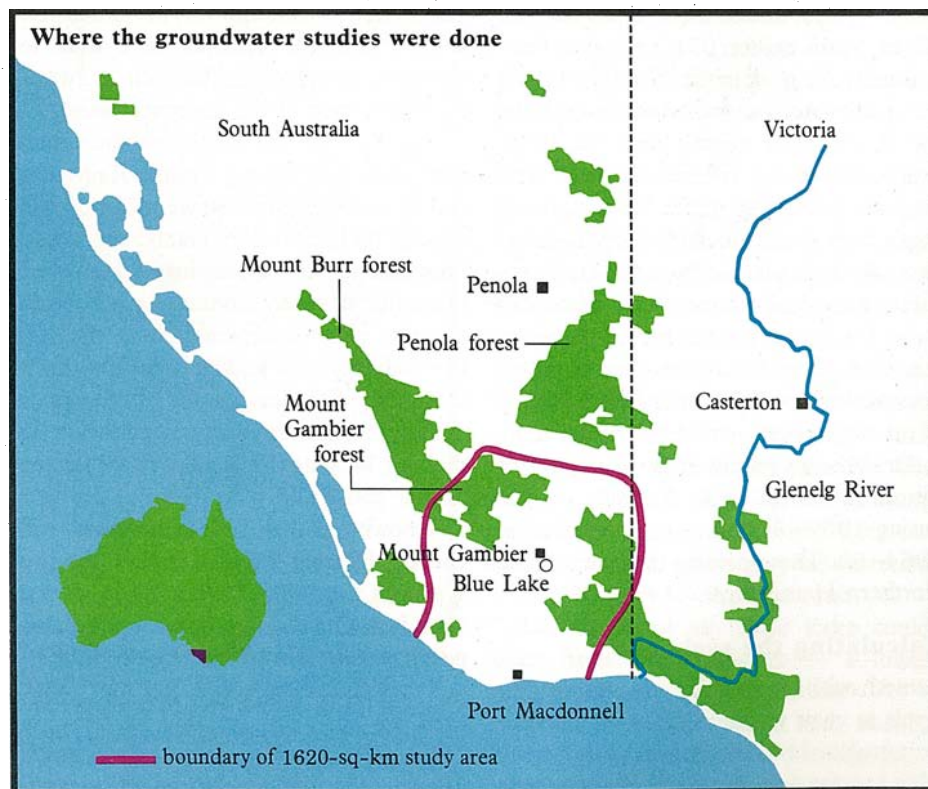 Where the groundwater studies were done
South Australia
Victoria
Mount Burr forest
Penola
Penola forest
Casterton
Mount
Gambier
forest
Glenelg River
Mount Gambier
Blue Lake
Port Macdonnell
boundary of 1620-sq-km study area